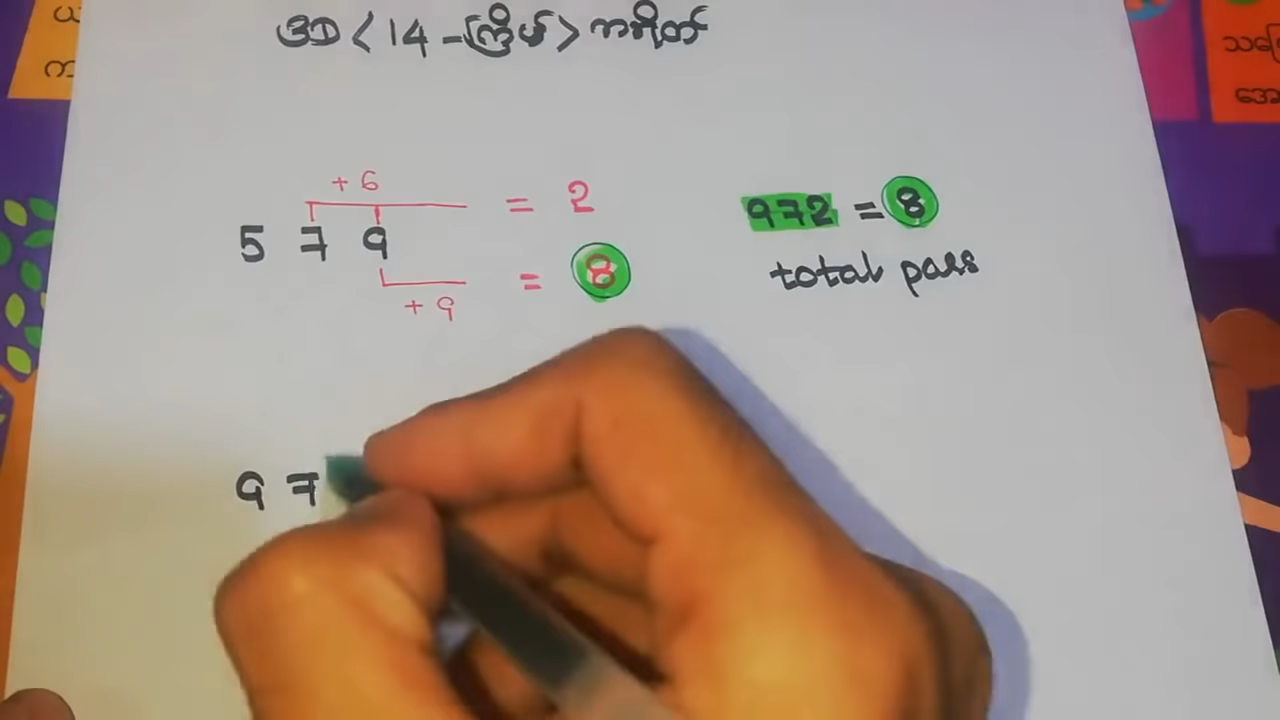 3D < 14 - ကြိမ် > ကရိတ်
+ 6
= 2
5 7 9
= 8
+ 9
972 = 8
total pass
9 7